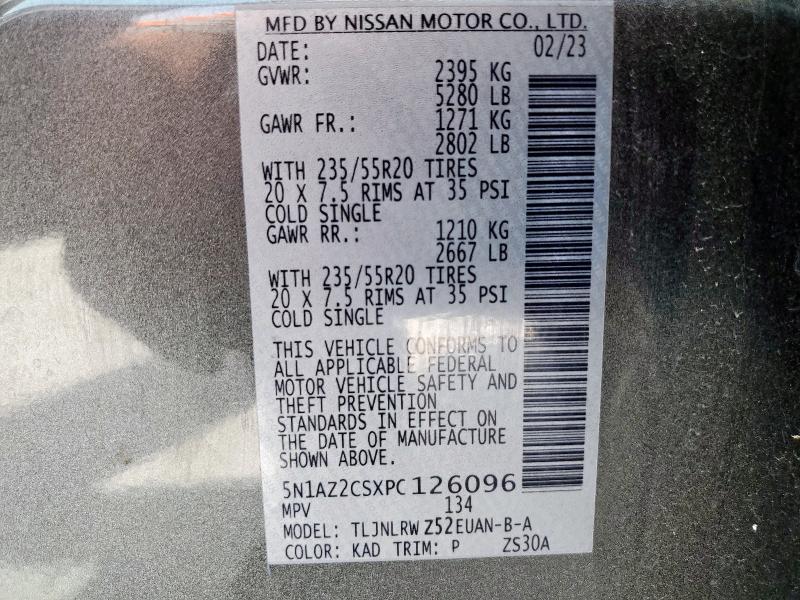 MFD BY NISSAN MOTOR CO., LTD.
DATE: 02/23
GVWR: 2395 KG
5280 LB
GAWR FR.: 1271 KG
2802 LB
WITH 235/55R20 TIRES
20 X 7.5 RIMS AT 35 PSI
COLD SINGLE
GAWR RR.: 1210 KG
2667 LB
WITH 235/55R20 TIRES
20 X 7.5 RIMS AT 35 PSI
COLD SINGLE
THIS VEHICLE CONFORMS TO
ALL APPLICABLE FEDERAL
MOTOR VEHICLE SAFETY AND
THEFT PREVENTION
STANDARDS IN EFFECT ON
THE DATE OF MANUFACTURE
SHOWN ABOVE.
5N1AZ2CSXPC126096
MPV 134
MODEL: TLJNLRW Z52EUAN-B-A
COLOR: KAD TRIM: P ZS30A